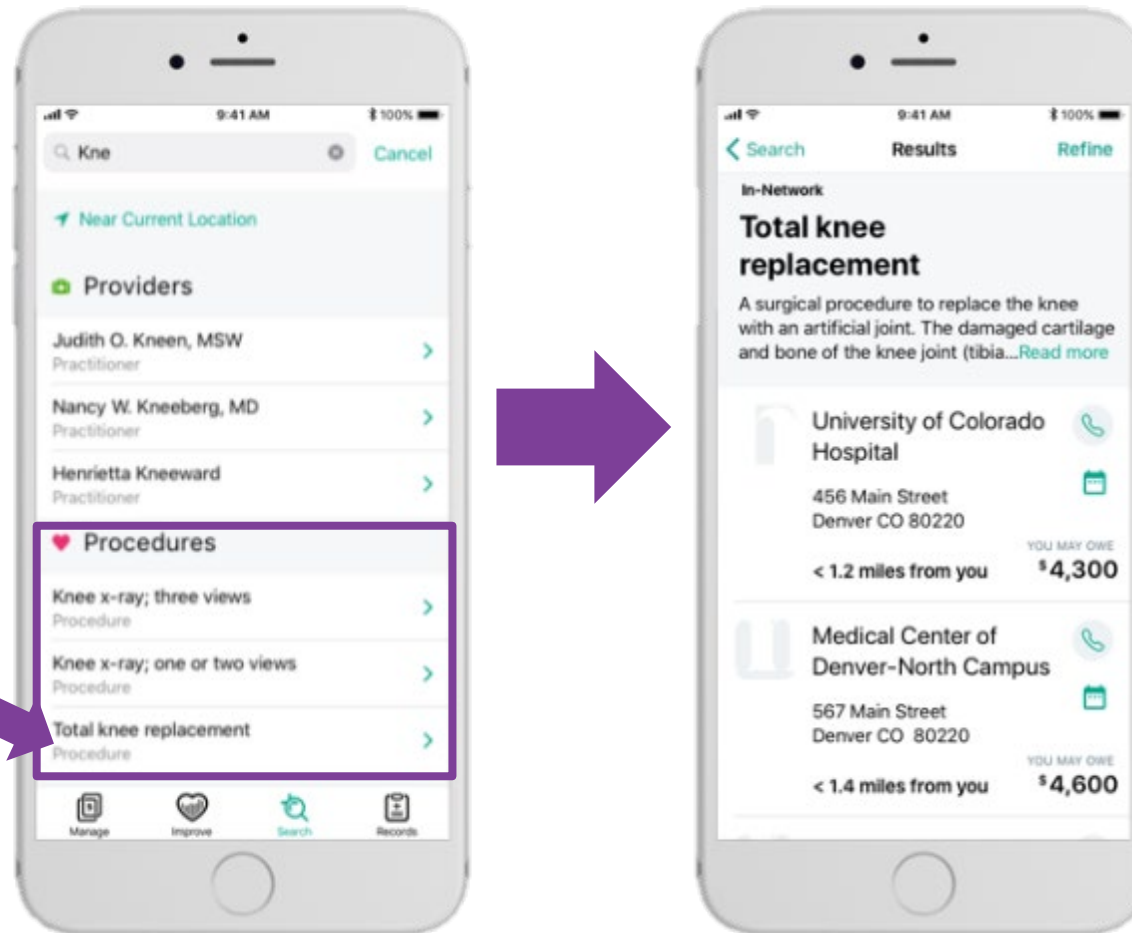 9:41 AM
100%
Kne
Cancel
Near Current Location
Providers
Judith O. Kneen, MSW
Practitioner
Nancy W. Kneeberg, MD
Practitioner
Henrietta Kneeward
Practitioner
Procedures
Knee x-ray; three views
Procedure
Knee x-ray; one or two views
Procedure
Total knee replacement
Procedure
Manage Improve Search Records
9:41 AM
100%
Search Results Refine
In-Network
Total knee
replacement
A surgical procedure to replace the knee
with an artificial joint. The damaged cartilage
and bone of the knee joint (tibia...Read more
University of Colorado
Hospital
456 Main Street
Denver CO 80220
YOU MAY OWE
< 1.2 miles from you $4,300
Medical Center of
Denver-North Campus
567 Main Street
Denver CO 80220
YOU MAY OWE
< 1.4 miles from you $4,600